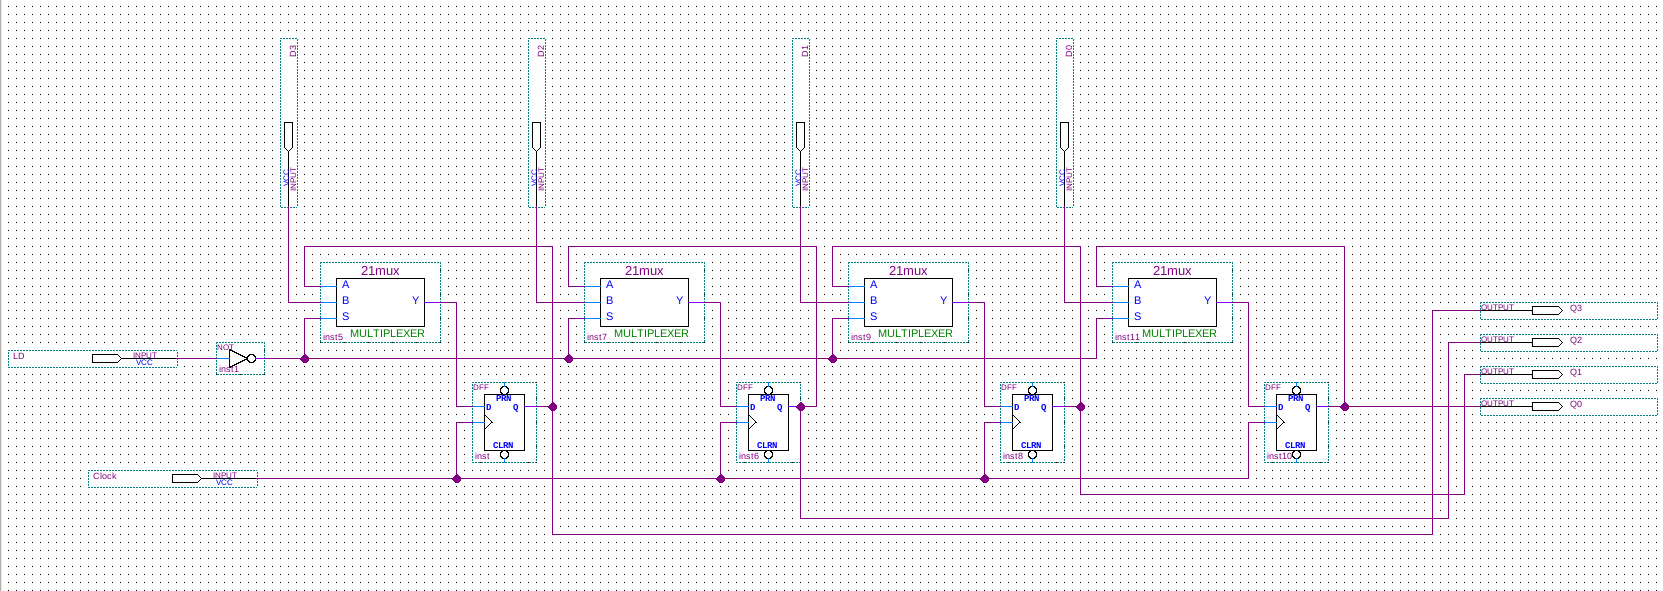 D3
D2
D1
D0
VCC
INPUT
VCC
INPUT
VCC
INPUT
VCC
INPUT
21mux
A
B
S
Y
MULTIPLEXER
inst5
21mux
A
B
S
Y
MULTIPLEXER
inst7
21mux
A
B
S
Y
MULTIPLEXER
inst9
21mux
A
B
S
Y
MULTIPLEXER
inst11
OUTPUT Q3
OUTPUT Q2
OUTPUT Q1
OUTPUT Q0
LD
INPUT
VCC
NOT
inst1
DFF
PRN
D Q
CLRN
inst
DFF
PRN
D Q
CLRN
inst6
DFF
PRN
D Q
CLRN
inst8
DFF
PRN
D Q
CLRN
inst10
Clock
INPUT
VCC